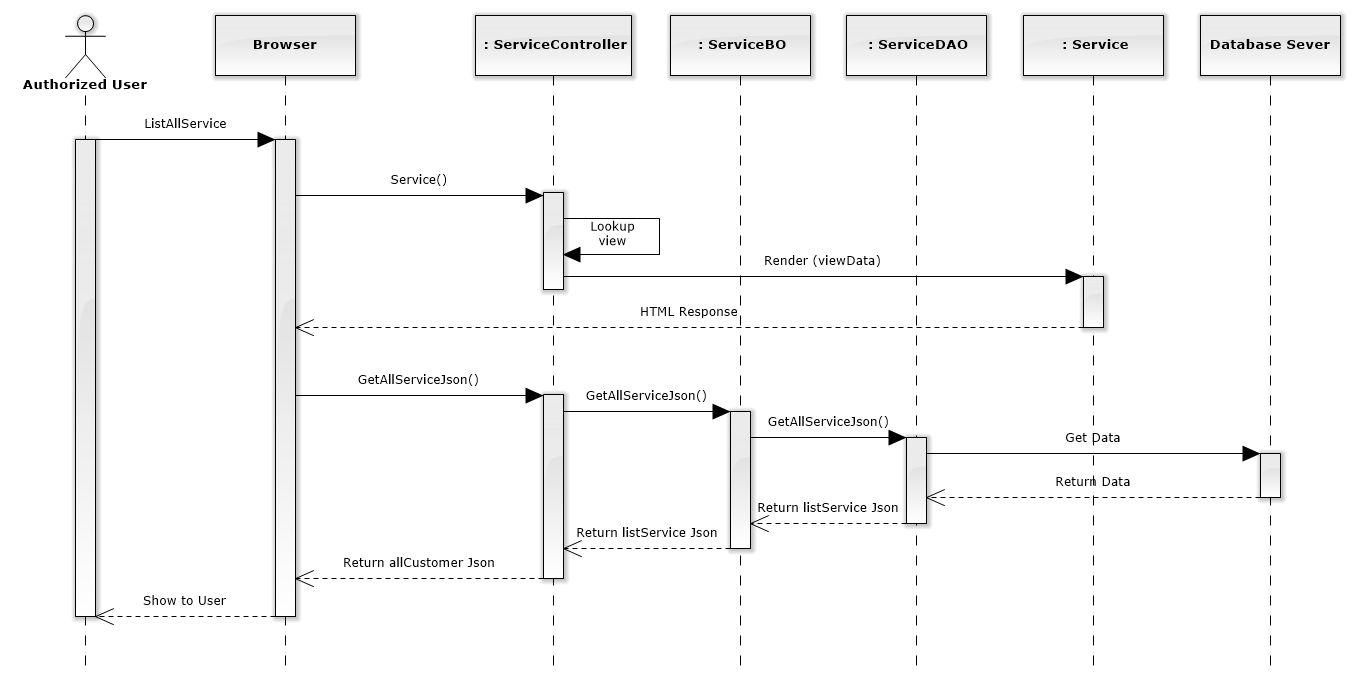 Authorized User
Browser
: ServiceController
: ServiceBO
: ServiceDAO
: Service
Database Sever
ListAllService
Service()
Lookup
view
Render (viewData)
HTML Response
GetAllServiceJson()
GetAllServiceJson()
GetAllServiceJson()
Get Data
Return Data
Return listService Json
Return listService Json
Return allCustomer Json
Show to User